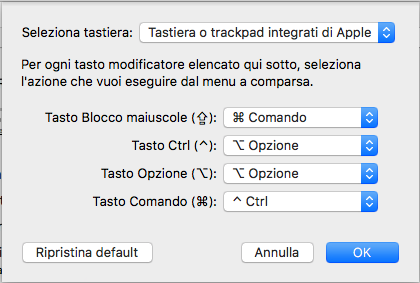 Seleziona tastiera: Tastiera o trackpad integrati di Apple
Per ogni tasto modificatore elencato qui sotto, seleziona
l'azione che vuoi eseguire dal menu a comparsa.
Tasto Blocco maiuscole (⇪): ⌘ Comando
Tasto Ctrl (^): ⌥ Opzione
Tasto Opzione (⌥): ⌥ Opzione
Tasto Comando (⌘): ^ Ctrl
Ripristina default Annulla OK